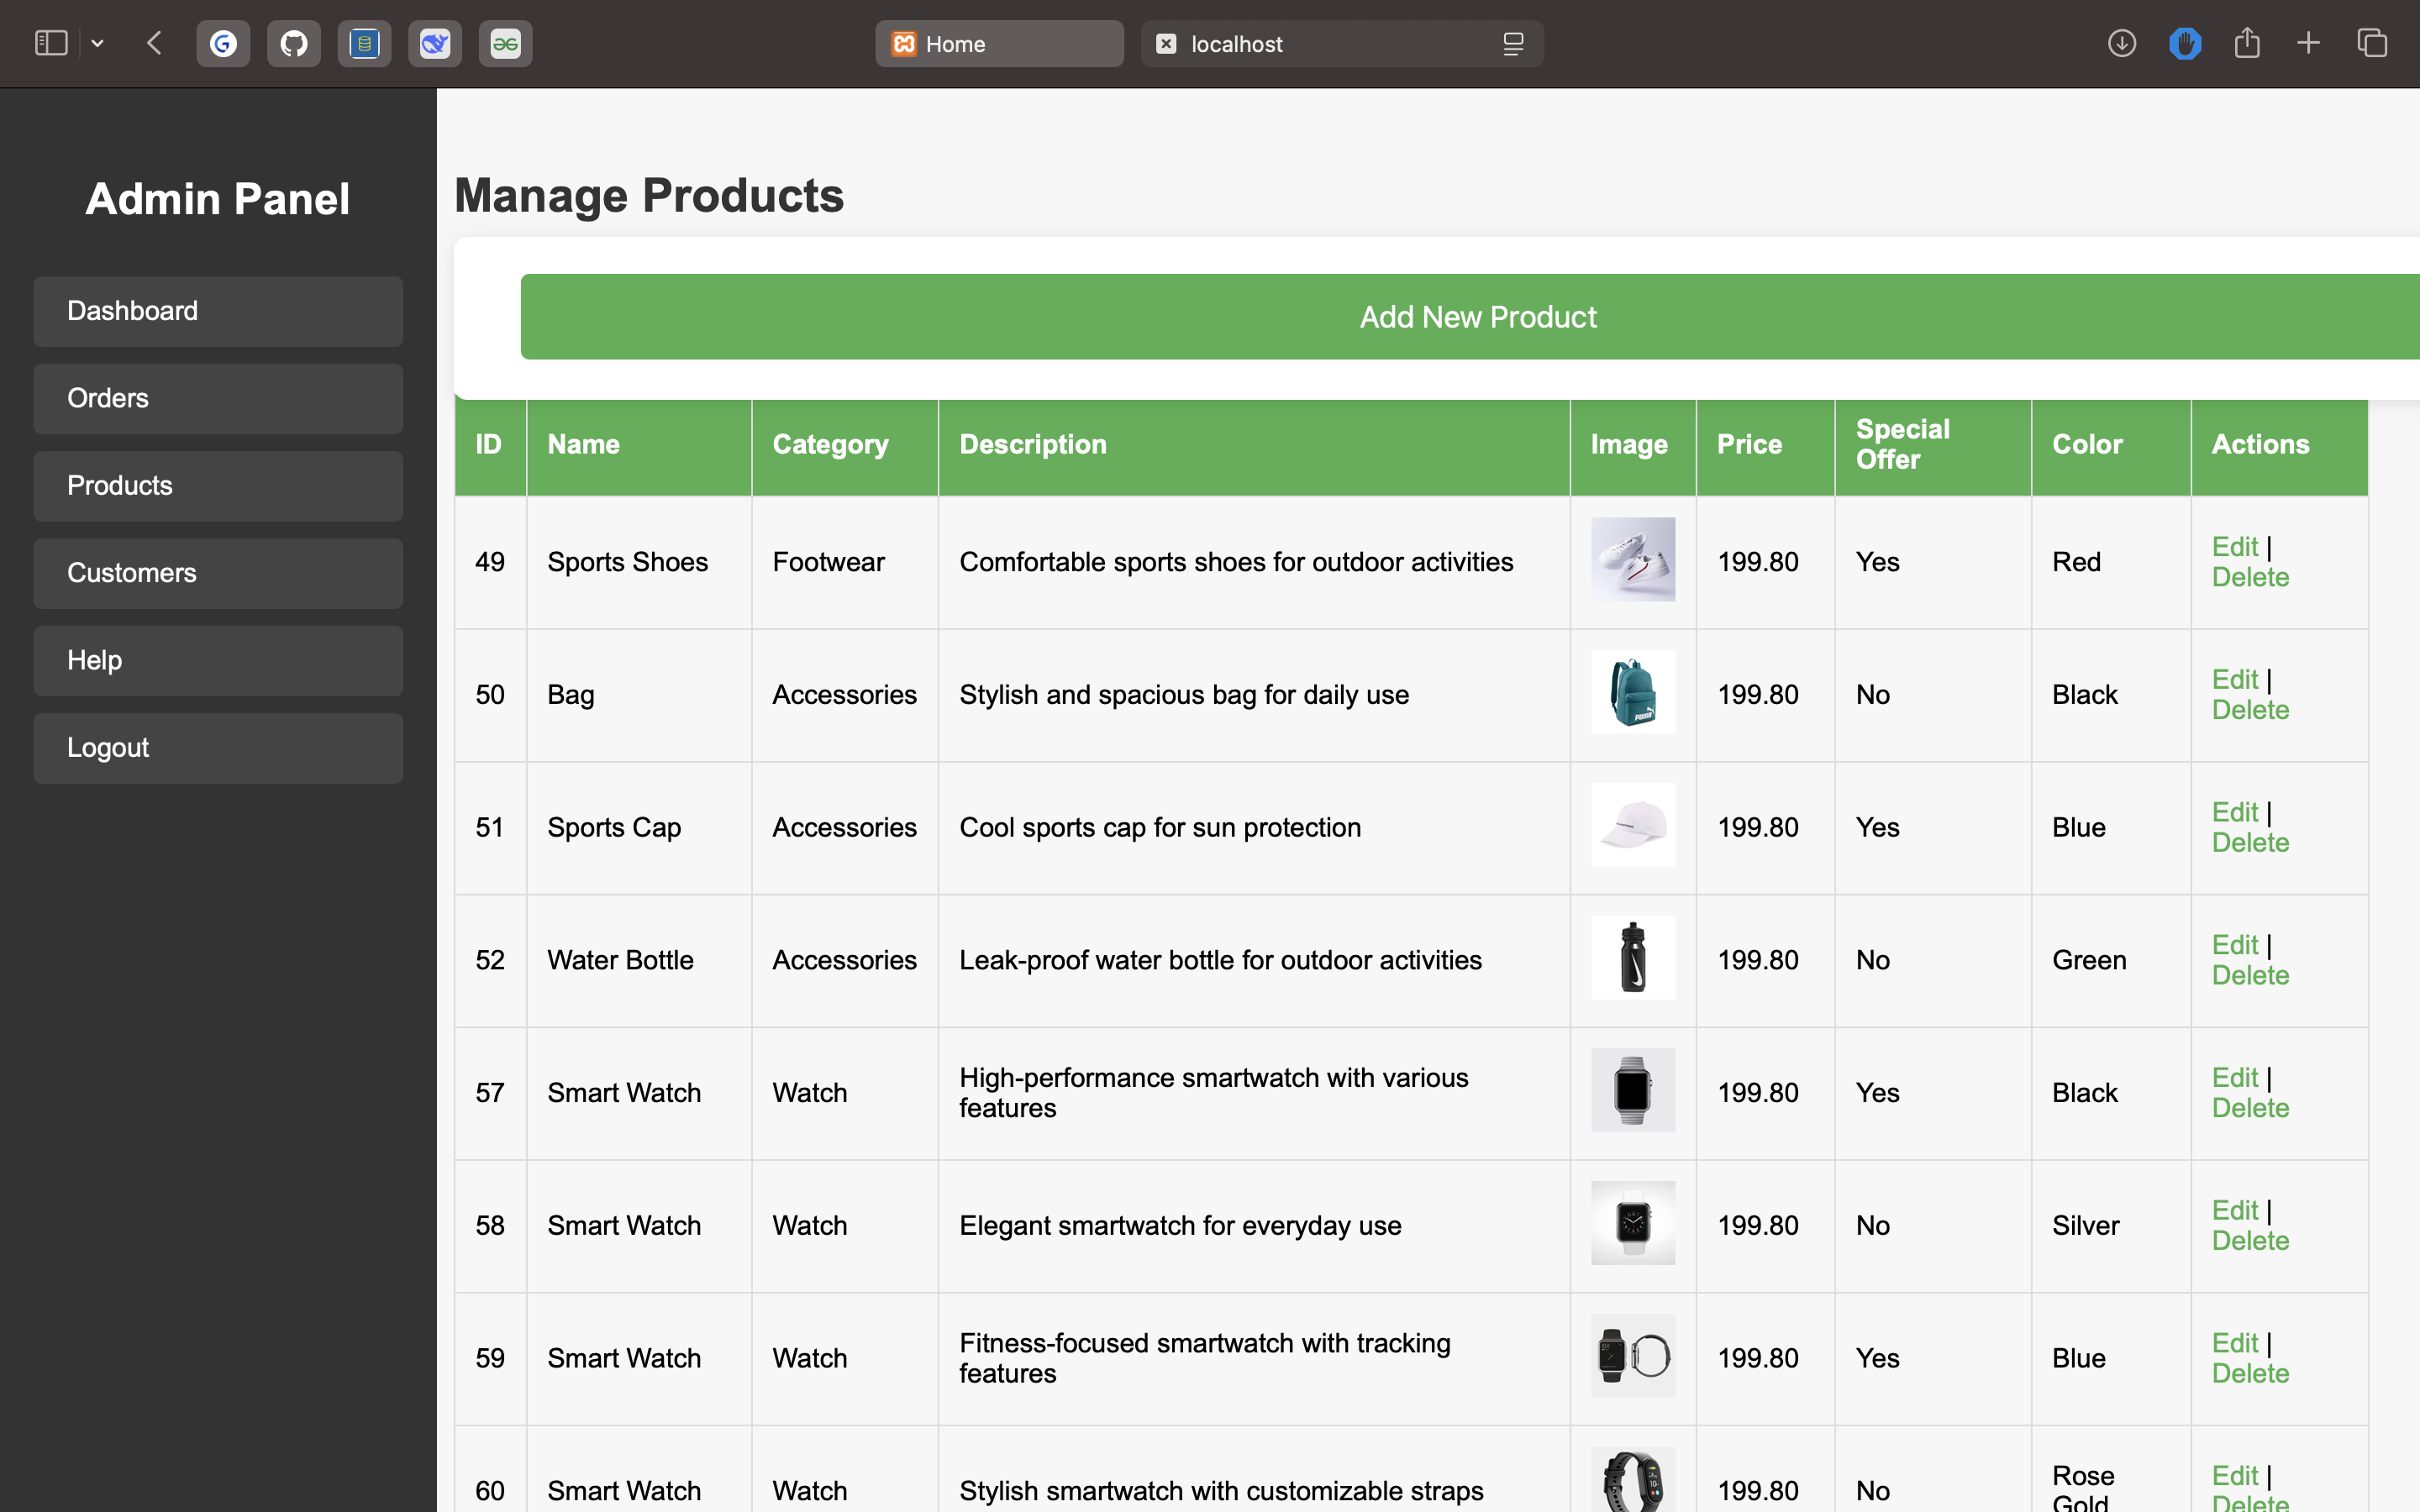 Home
localhost
Admin Panel
Dashboard
Orders
Products
Customers
Help
Logout
Manage Products
Add New Product
ID Name Category Description Image Price Special Offer Color Actions
49 Sports Shoes Footwear Comfortable sports shoes for outdoor activities 199.80 Yes Red Edit |
Delete
50 Bag Accessories Stylish and spacious bag for daily use PUMA 199.80 No Black Edit |
Delete
51 Sports Cap Accessories Cool sports cap for sun protection 199.80 Yes Blue Edit |
Delete
52 Water Bottle Accessories Leak-proof water bottle for outdoor activities 199.80 No Green Edit |
Delete
57 Smart Watch Watch High-performance smartwatch with various
features 199.80 Yes Black Edit |
Delete
58 Smart Watch Watch Elegant smartwatch for everyday use 199.80 No Silver Edit |
Delete
59 Smart Watch Watch Fitness-focused smartwatch with tracking
features 199.80 Yes Blue Edit |
Delete
60 Smart Watch Watch Stylish smartwatch with customizable straps 199.80 No Rose
Gold Edit |
Delete